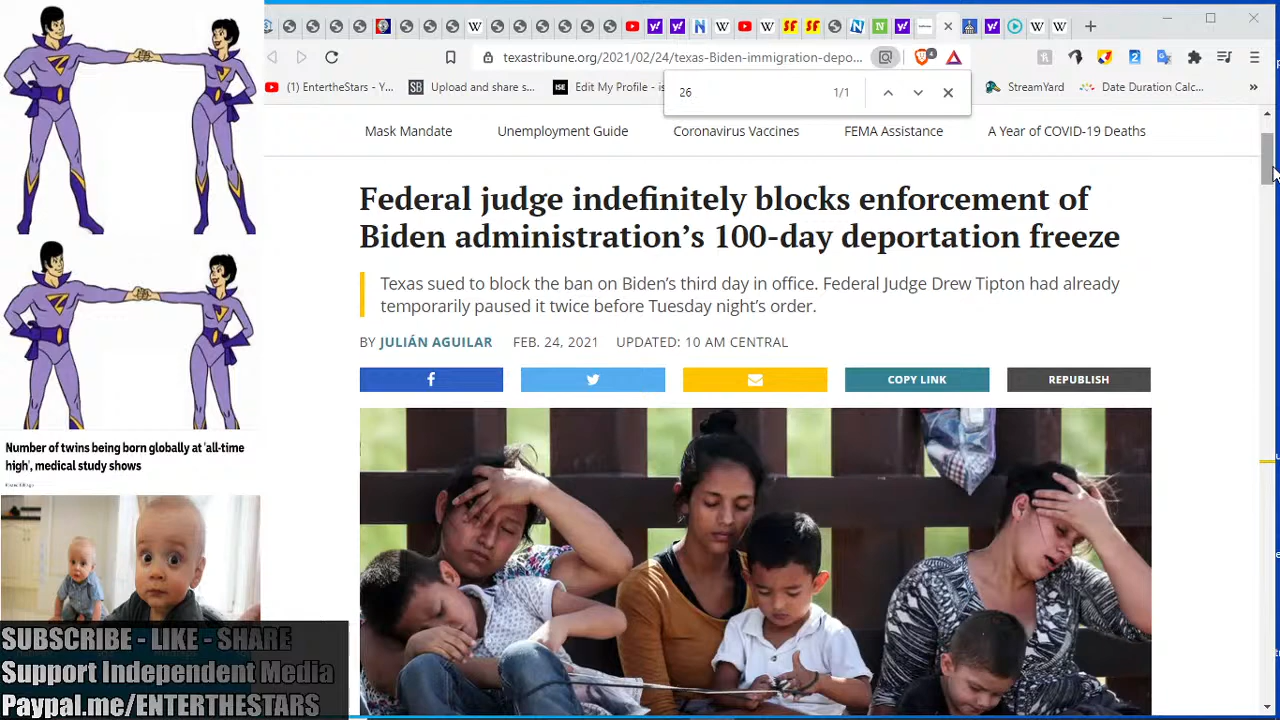 texastribune.org/2021/02/24/texas-Biden-immigration-depo...
(1) EntertheStars - Y...
Upload and share s...
Edit My Profile - is
StreamYard
Date Duration Calc...
26
1/1
Mask Mandate
Unemployment Guide
Coronavirus Vaccines
FEMA Assistance
A Year of COVID-19 Deaths
Federal judge indefinitely blocks enforcement of
Biden administration’s 100-day deportation freeze
Texas sued to block the ban on Biden’s third day in office. Federal Judge Drew Tipton had already
temporarily paused it twice before Tuesday night’s order.
BY JULIÁN AGUILAR FEB. 24, 2021 UPDATED: 10 AM CENTRAL
COPY LINK
REPUBLISH
Number of twins being born globally at 'all-time
high', medical study shows
SUBSCRIBE - LIKE - SHARE
Support Independent Media
Paypal.me/ENTERTHESTARS